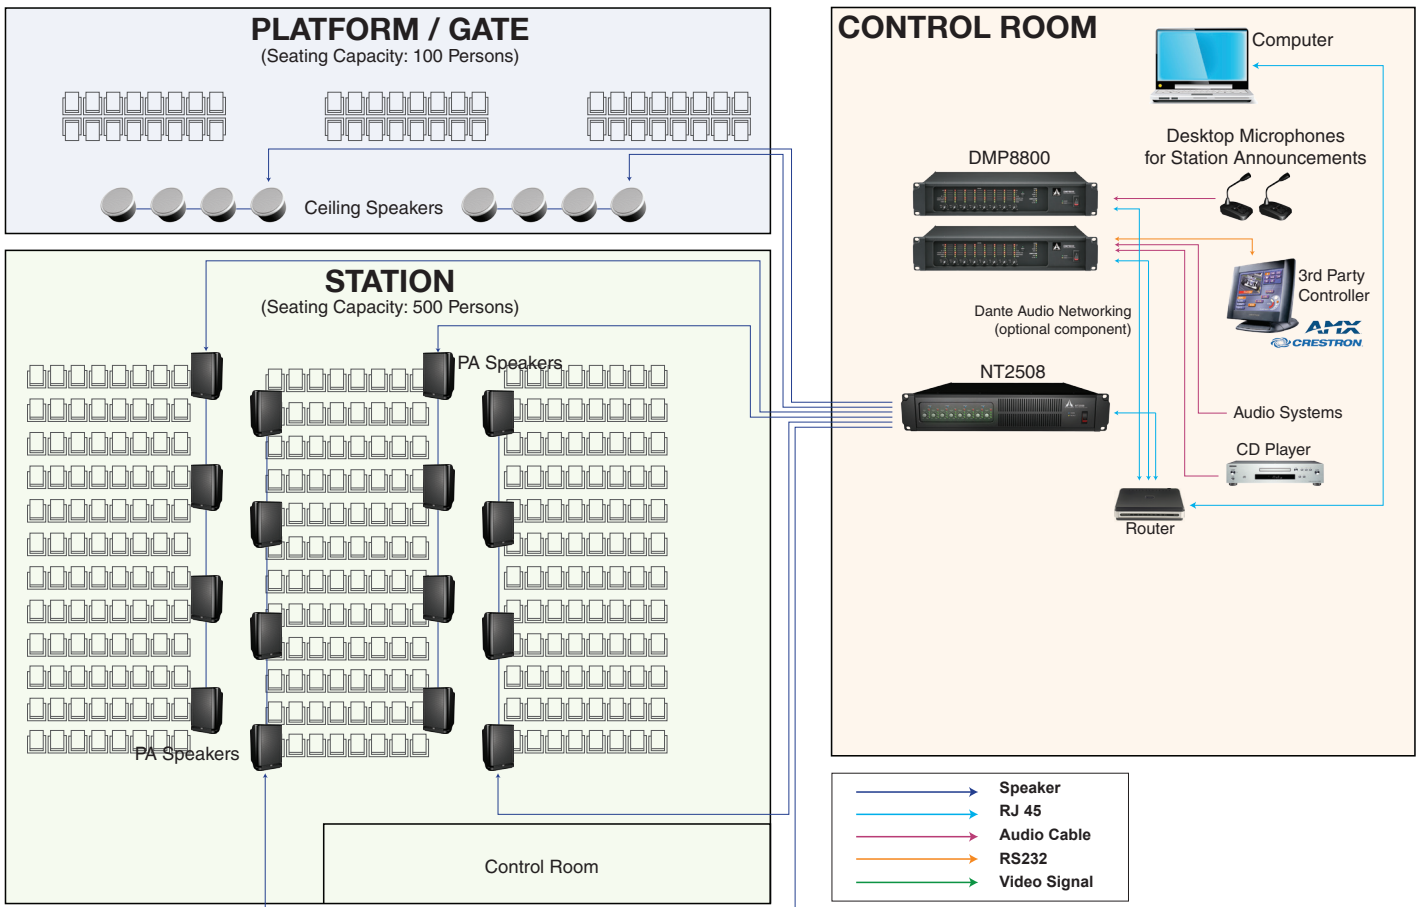 PLATFORM / GATE
(Seating Capacity: 100 Persons)
Ceiling Speakers
STATION
(Seating Capacity: 500 Persons)
PA Speakers
PA Speakers
Control Room
CONTROL ROOM
Computer
Desktop Microphones
for Station Announcements
DMP8800
3rd Party
Controller
AMX
CRESTRON
Dante Audio Networking
(optional component)
NT2508
Audio Systems
CD Player
Router
Speaker
RJ 45
Audio Cable
RS232
Video Signal